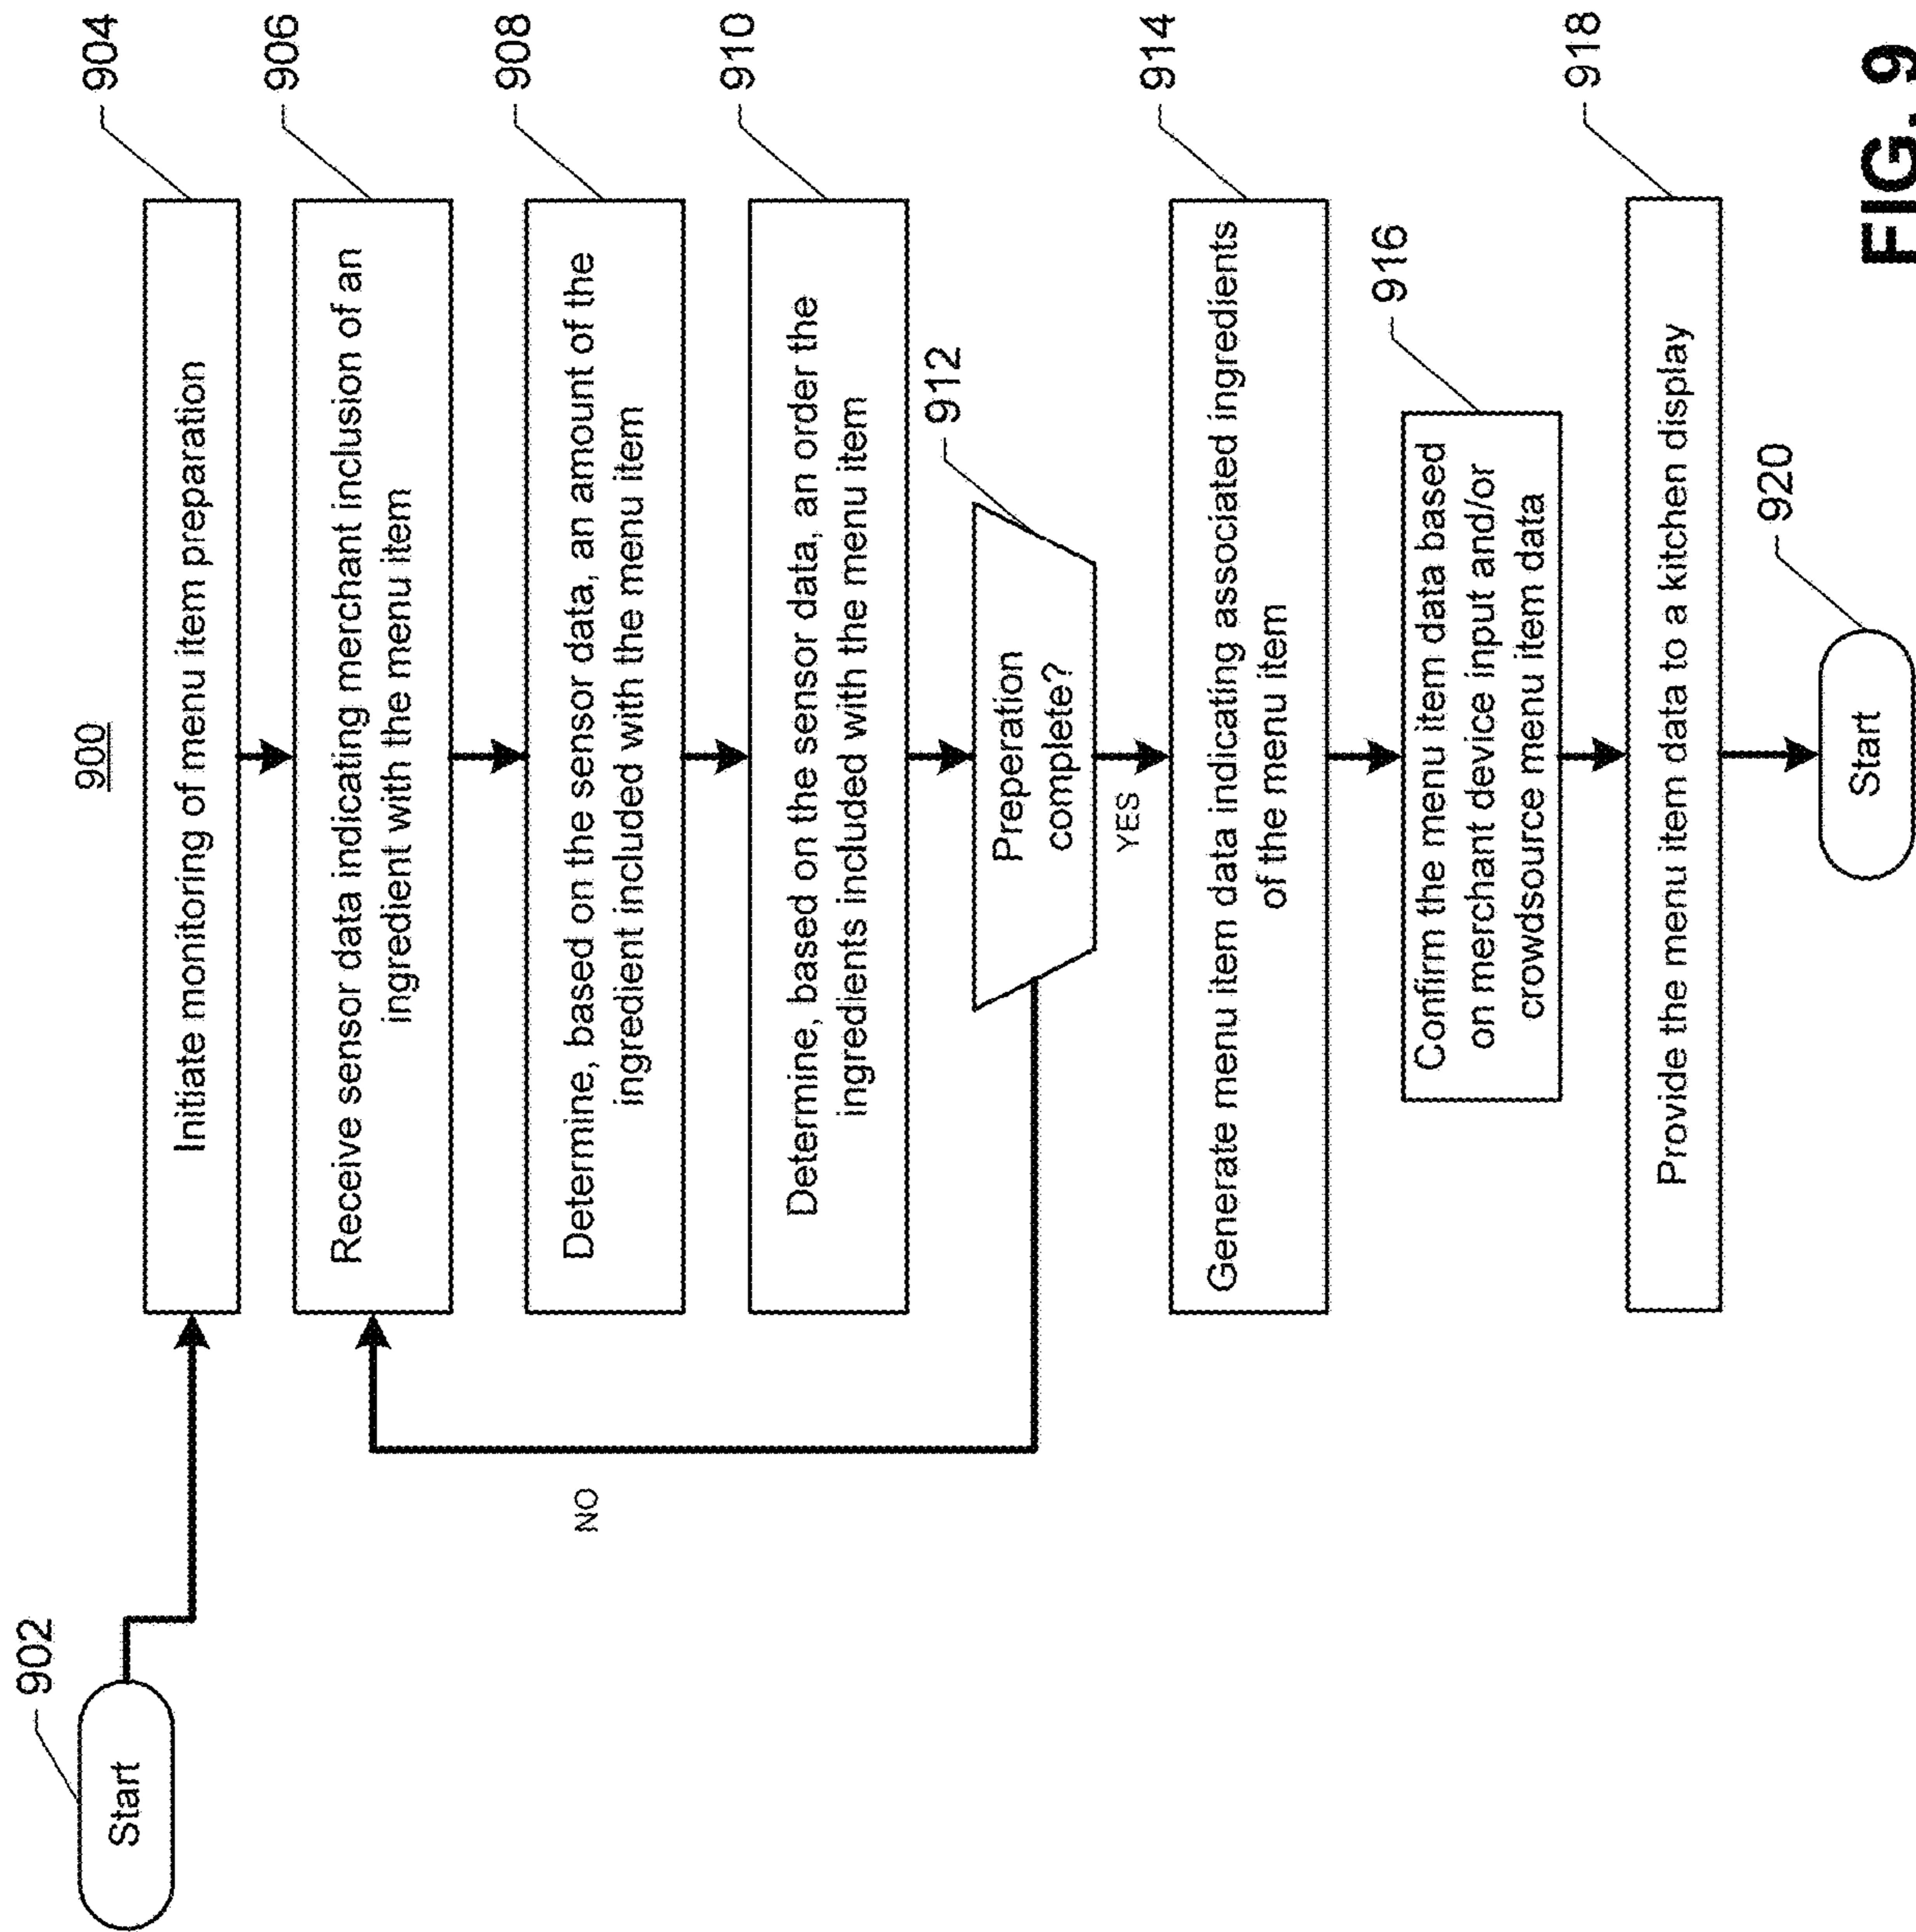 900
902
Start
904
Initiate monitoring of menu item preparation
906
Receive sensor data indicating merchant inclusion of an
ingredient with the menu item
908
Determine, based on the sensor data, an amount of the
ingredient included with the menu item
910
Determine, based on the sensor data, an order the
ingredients included with the menu item
912
Preperation
complete?
NO
YES
914
Generate menu item data indicating associated ingredients
of the menu item
916
Confirm the menu item data based
on merchant device input and/or
crowdsource menu item data
918
Provide the menu item data to a kitchen display
920
Start
FIG. 9